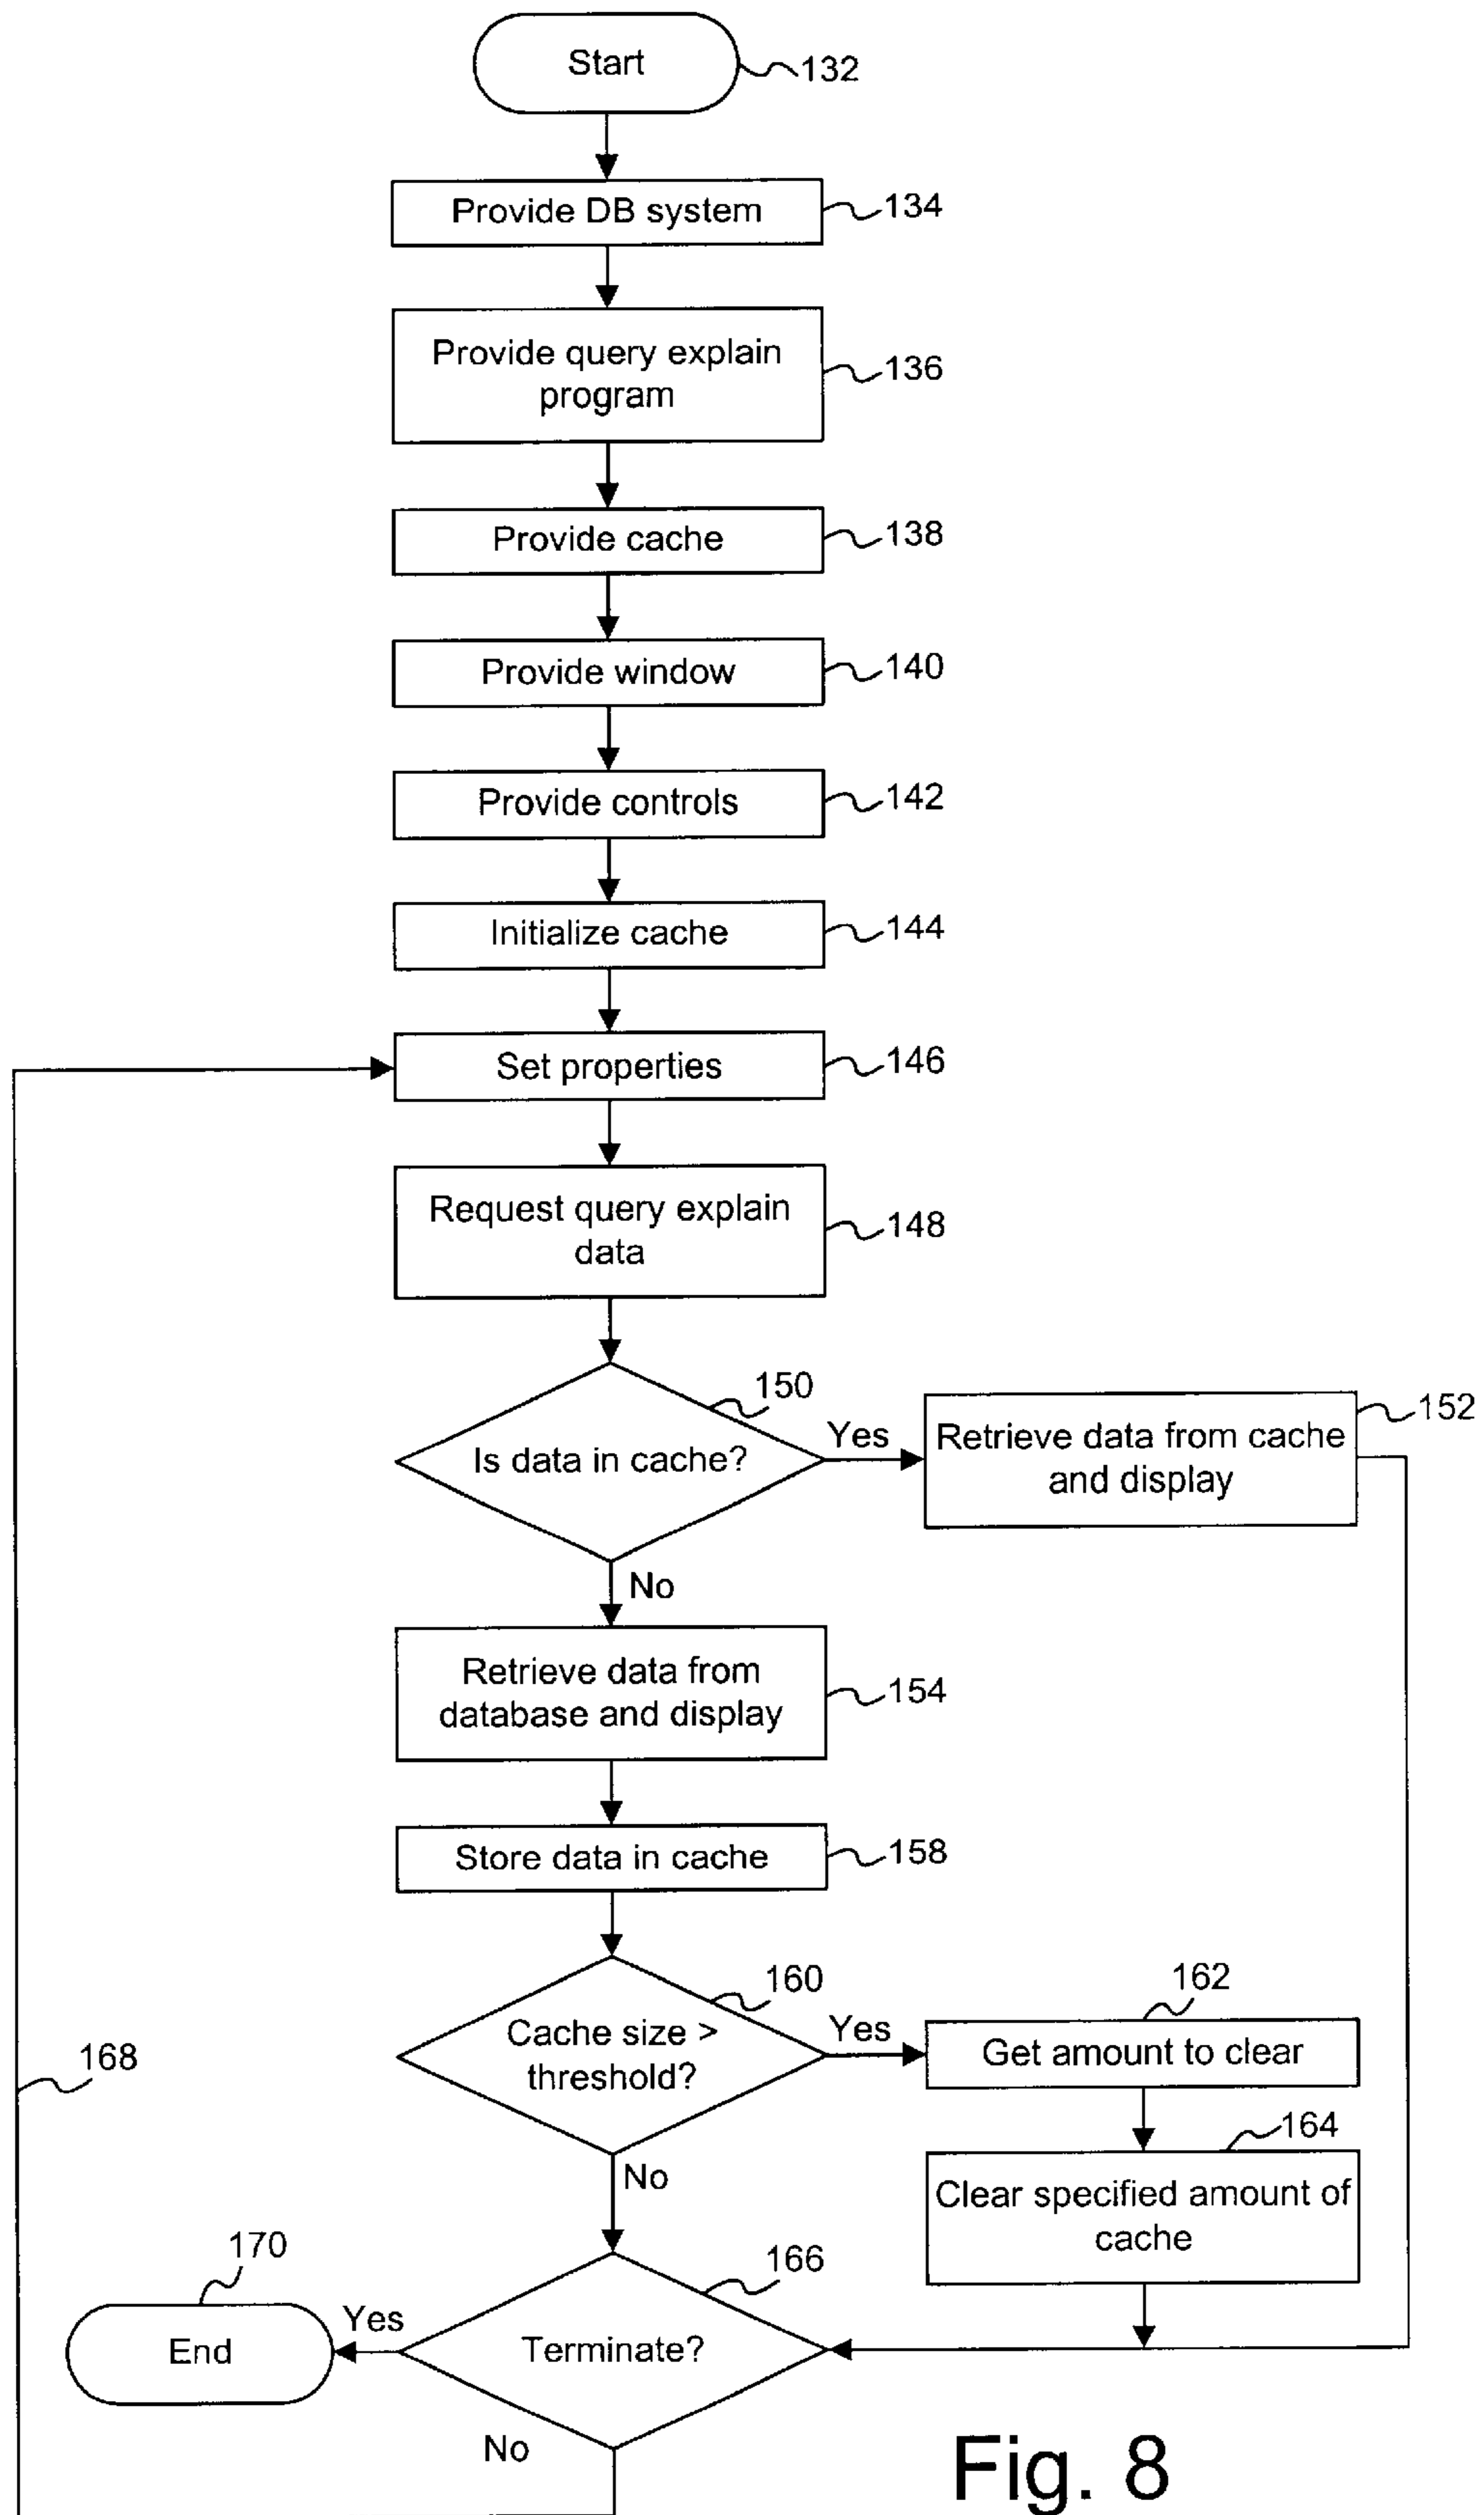 Start
132
Provide DB system
134
Provide query explain
program
136
Provide cache
138
Provide window
140
Provide controls
142
Initialize cache
144
Set properties
146
Request query explain
data
148
150
Is data in cache?
Yes
Retrieve data from cache
and display
152
No
Retrieve data from
database and display
154
Store data in cache
158
160
Cache size >
threshold?
Yes
162
Get amount to clear
164
Clear specified amount of
cache
168
No
170
End
Yes
166
Terminate?
No
Fig. 8